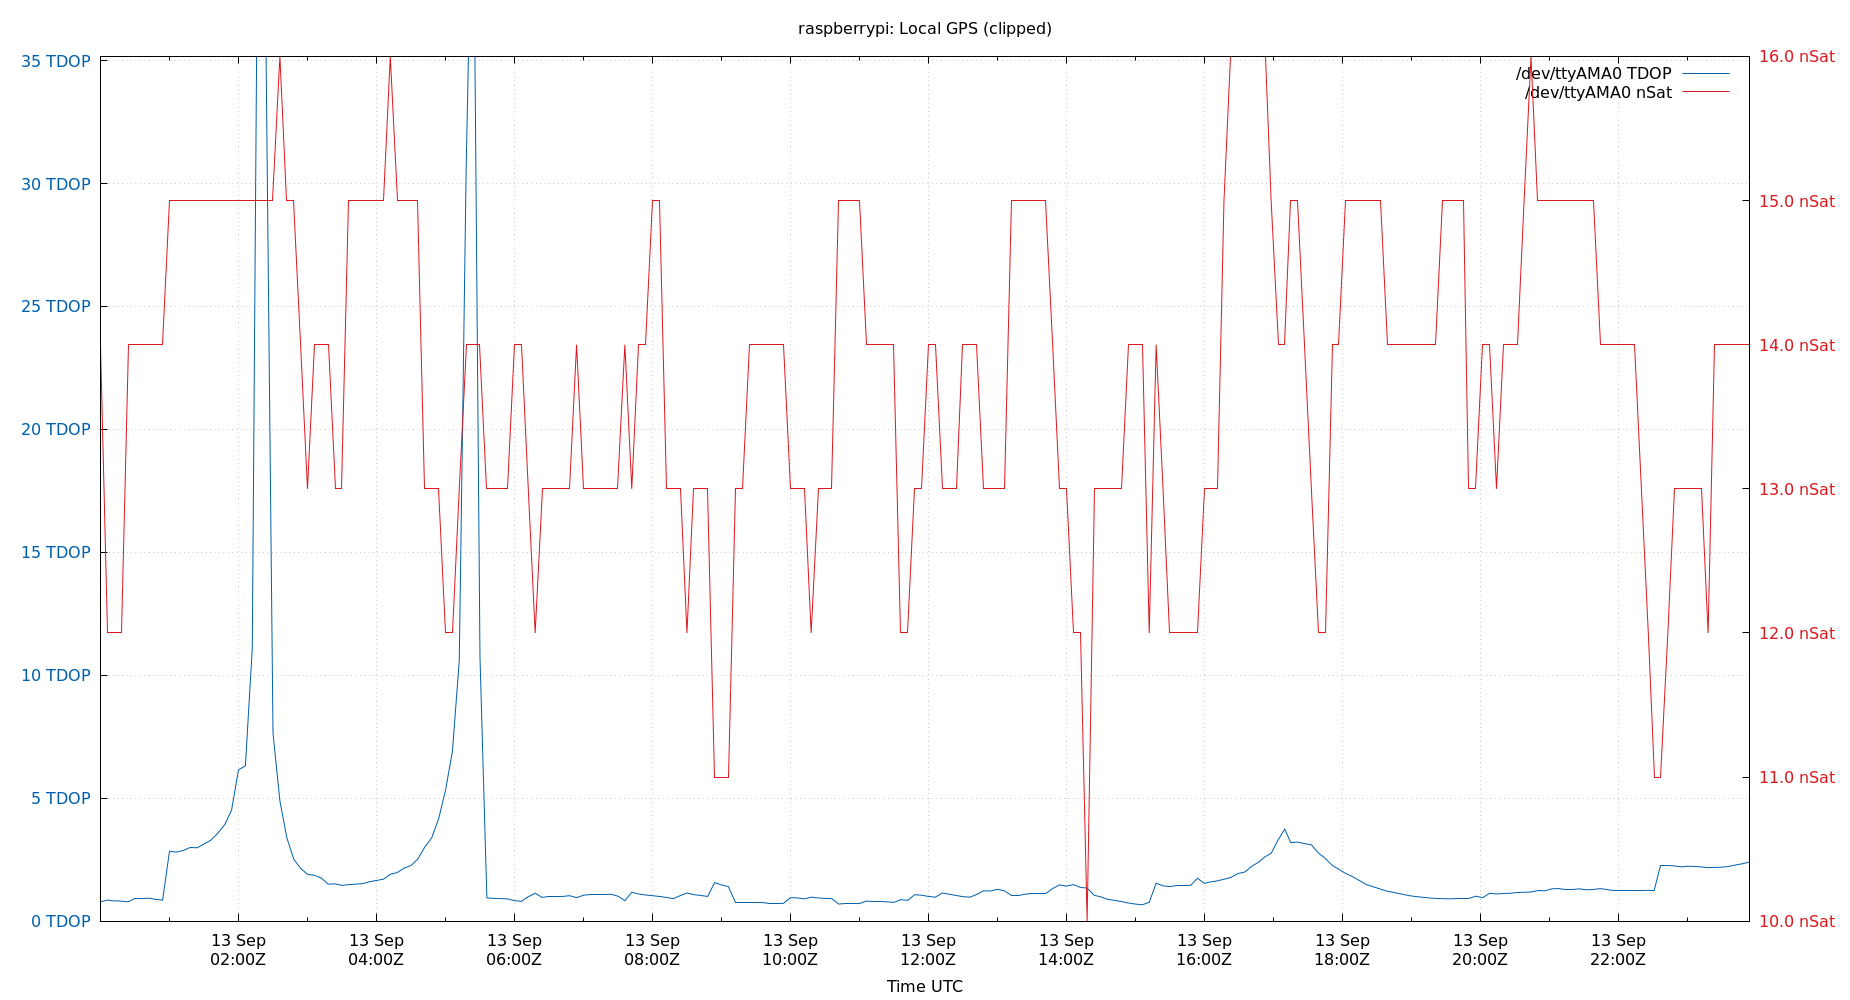 raspberrypi: Local GPS (clipped)
35 TDOP
30 TDOP
25 TDOP
20 TDOP
15 TDOP
10 TDOP
5 TDOP
0 TDOP
16.0 nSat
15.0 nSat
14.0 nSat
13.0 nSat
12.0 nSat
11.0 nSat
10.0 nSat
/dev/ttyAMA0 TDOP
/dev/ttyAMA0 nSat
13 Sep
02:00Z
13 Sep
04:00Z
13 Sep
06:00Z
13 Sep
08:00Z
13 Sep
10:00Z
13 Sep
12:00Z
13 Sep
14:00Z
13 Sep
16:00Z
13 Sep
18:00Z
13 Sep
20:00Z
13 Sep
22:00Z
Time UTC